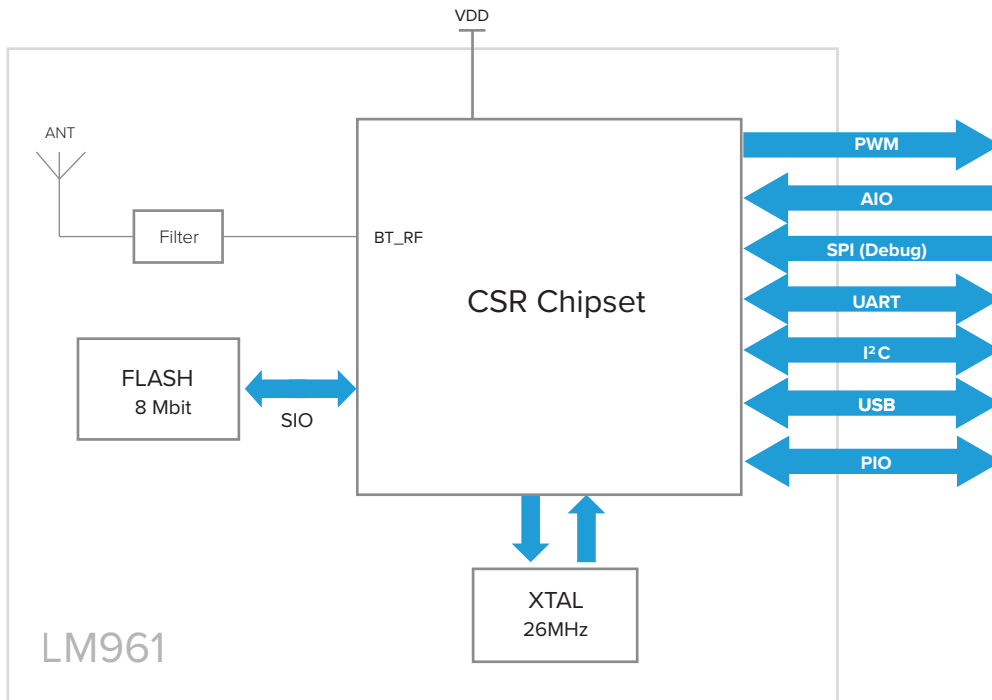 VDD
ANT
Filter
BT_RF
CSR Chipset
FLASH
8 Mbit
SIO
XTAL
26MHz
PWM
AIO
SPI (Debug)
UART
I²C
USB
PIO
LM961